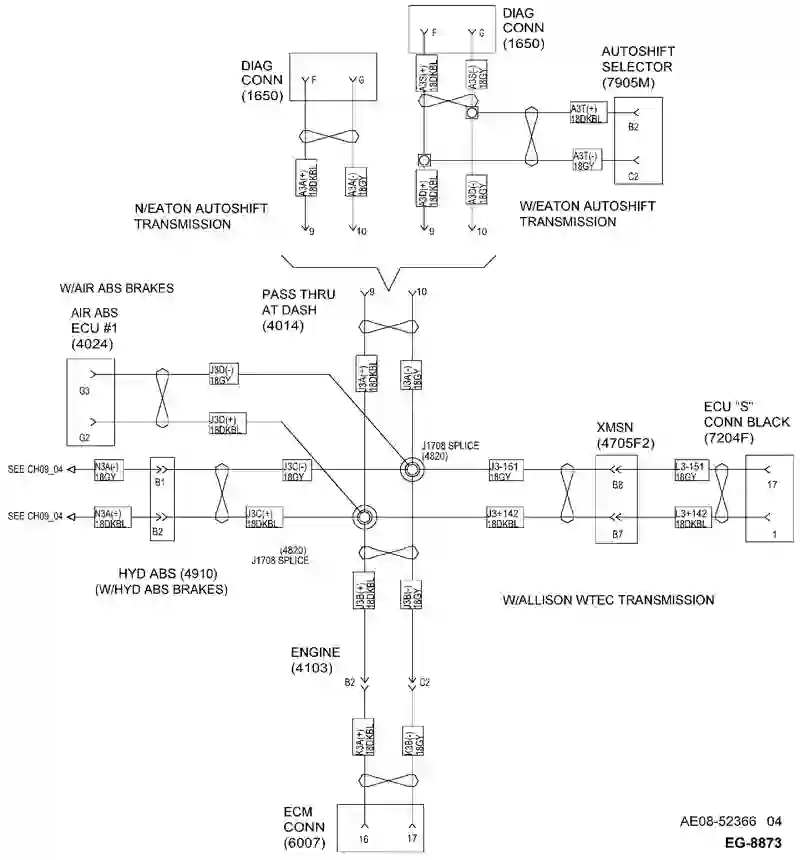 DIAG
CONN
(1650)
F
G
A3A(+)
18DKBL
A3A(-)
18GY
9
10
N/EATON AUTOSHIFT
TRANSMISSION
DIAG
CONN
(1650)
F
G
A3S(+)
18DKBL
A3S(-)
18GY
AUTOSHIFT
SELECTOR
(7905M)
A3T(+)
18DKBL
B2
A3T(-)
18GY
C2
A3D(+)
18DKBL
A3D(-)
18GY
9
10
W/EATON AUTOSHIFT
TRANSMISSION
PASS THRU
AT DASH
(4014)
9
10
J3A(+)
18DKBL
J3A(-)
18GY
W/AIR ABS BRAKES
AIR ABS
ECU #1
(4024)
G3
J3D(-)
18GY
G2
J3D(+)
18DKBL
J1708 SPLICE
(4820)
XMSN
(4705F2)
ECU "S"
CONN BLACK
(7204F)
SEE CH09_04
N3A(-)
18GY
B1
J3C(-)
18GY
J3-151
18GY
B8
L3-151
18GY
17
SEE CH09_04
N3A(+)
18DKBL
B2
J3C(+)
18DKBL
J3+142
18DKBL
B7
L3+142
18DKBL
1
(4820)
J1708 SPLICE
HYD ABS (4910)
(W/HYD ABS BRAKES)
J3B(+)
18DKBL
J3B(-)
18GY
W/ALLISON WTEC TRANSMISSION
ENGINE
(4103)
B2
C2
K3A(+)
18DKBL
K3B(-)
18GY
ECM
CONN
(6007)
16
17
AE08-52366 04
EG-8873